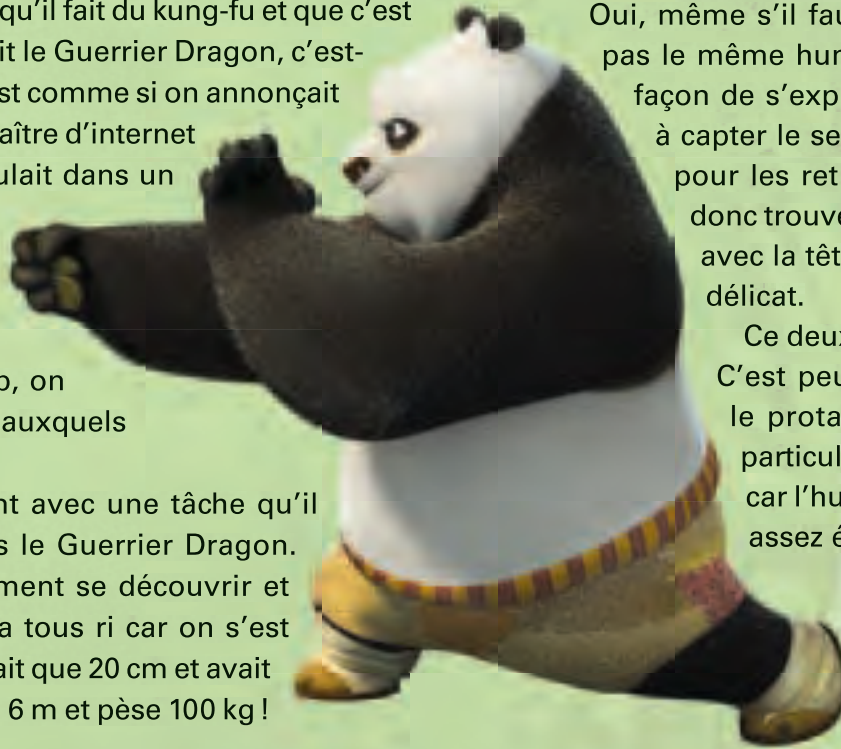 qu’il fait du kung-fu et que c’est
it le Guerrier Dragon, c’est-
st comme si on annonçait
aître d’internet
ulait dans un
o, on
auxquels
nt avec une tâche qu’il
s le Guerrier Dragon.
ment se découvrir et
a tous ri car on s’est
ait que 20 cm et avait
6 m et pèse 100 kg !
Oui, même s’il fau
pas le même hum
façon de s’exp
à capter le se
pour les ret
donc trouve
avec la têt
délicat.
Ce deux
C’est peu
le prota
particul
car l’hu
assez é